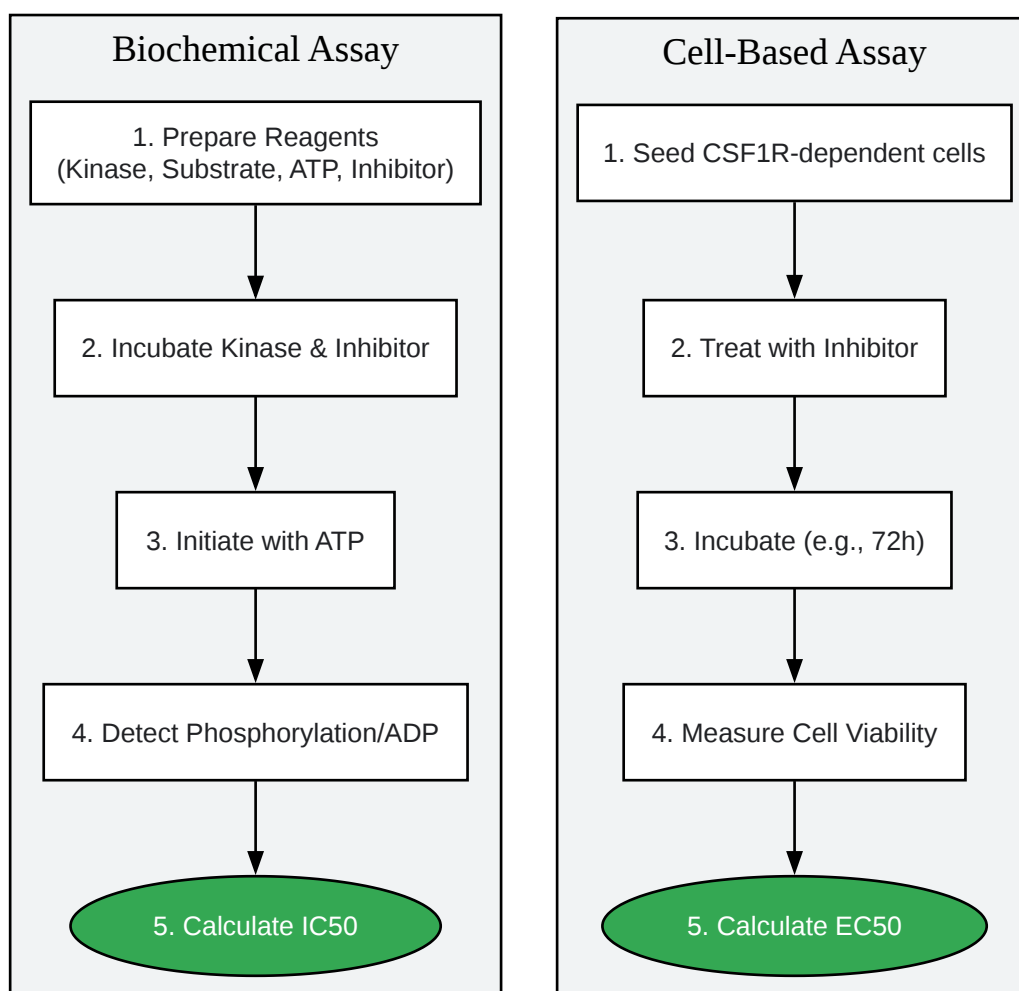 Biochemical Assay
1. Prepare Reagents
(Kinase, Substrate, ATP, Inhibitor)
2. Incubate Kinase & Inhibitor
3. Initiate with ATP
4. Detect Phosphorylation/ADP
5. Calculate IC50
Cell-Based Assay
1. Seed CSF1R-dependent cells
2. Treat with Inhibitor
3. Incubate (e.g., 72h)
4. Measure Cell Viability
5. Calculate EC50